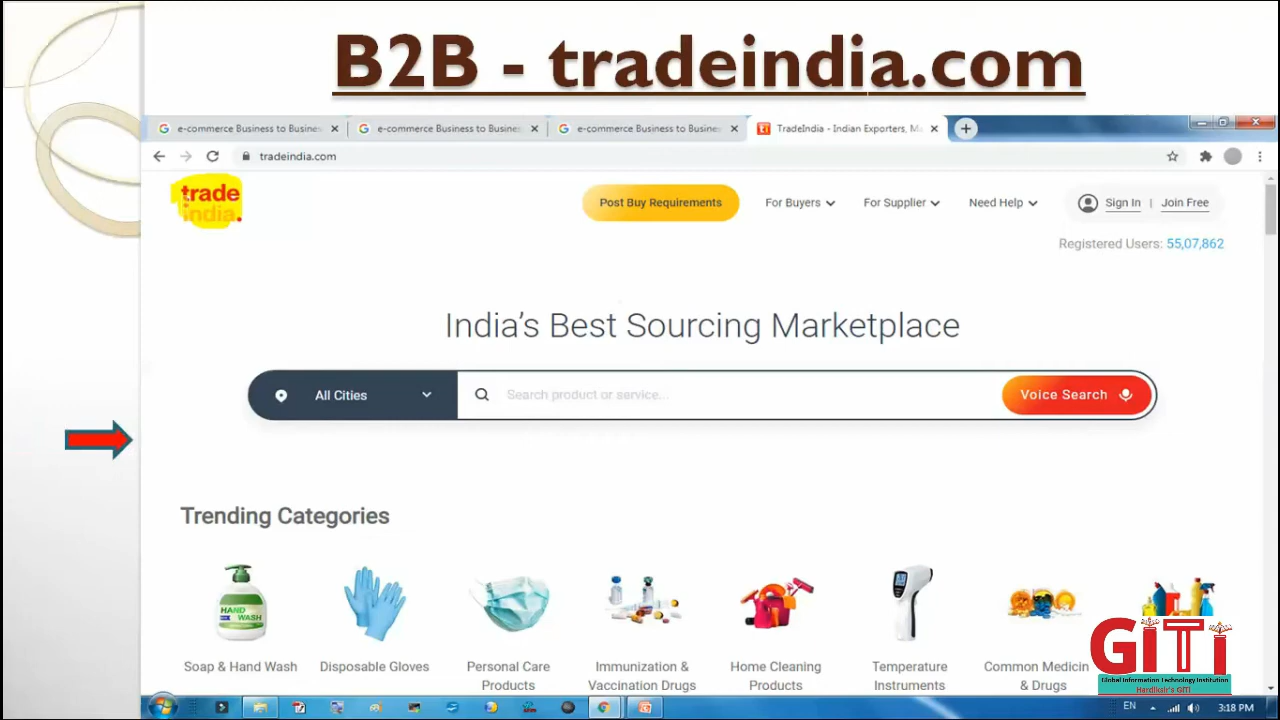 B2B - tradeindia.com
e-commerce Business to Busines
e-commerce Business to Busines
e-commerce Business to Busines
TradeIndia - Indian Exporters, M
tradeindia.com
trade
india.
Post Buy Requirements
For Buyers
For Supplier
Need Help
Sign In | Join Free
Registered Users: 55,07,862
India's Best Sourcing Marketplace
All Cities
Search product or service...
Voice Search
Trending Categories
HAND
WASH
Soap & Hand Wash
Disposable Gloves
Personal Care
Products
Immunization &
Vaccination Drugs
Home Cleaning
Products
Temperature
Instruments
Common Medicin
& Drugs
GiTi
Global Information Technology Institution
Hardiksir's GITI
EN
3:18 PM